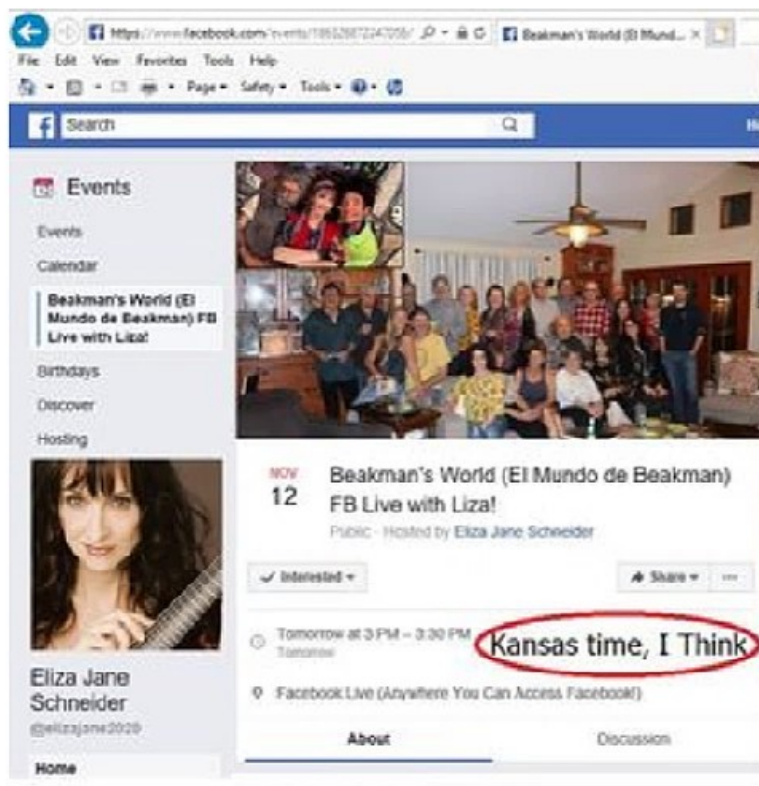 https://www.facebook.com/events/
Beakman's World (El Mund...
File Edit View Favorites Tools Help
Page Safety Tools
f Search
Events
Events
Calendar
Beakman's World (El
Mundo de Beakman) FB
Live with Liza!
Birthdays
Discover
Hosting
Eliza Jane
Schneider
@elizajane2020
Home
NOV
12
Beakman's World (El Mundo de Beakman)
FB Live with Liza!
Public · Hosted by Eliza Jane Schneider
Interested
Share
Tomorrow at 3 PM – 3:30 PM
Tomorrow
Kansas time, I Think
Facebook Live (Anywhere You Can Access Facebook!)
About Discussion